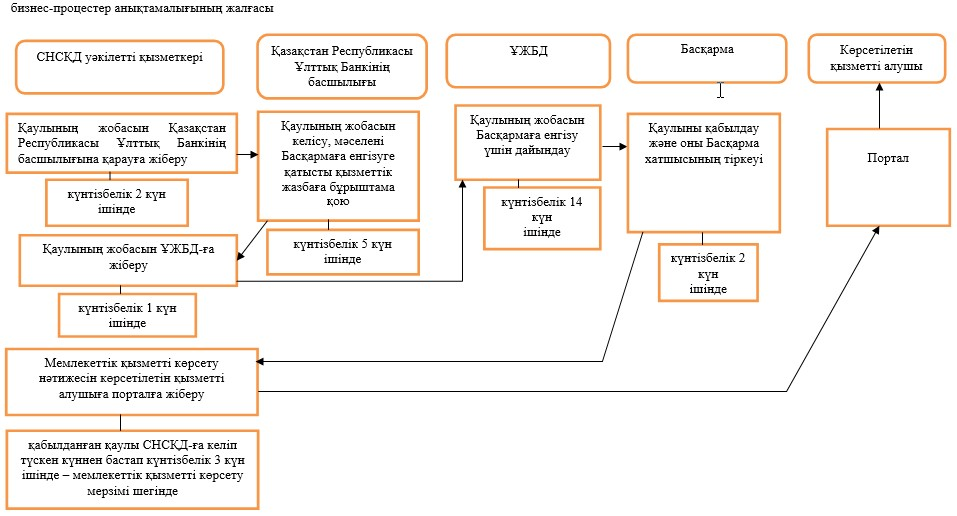 бизнес-процестер анықтамалығының жалғасы
СНСҚД уәкілетті қызметкері
Қазақстан Республикасы
Ұлттық Банкінің
басшылығы
ҰЖБД
Басқарма
Көрсетілетін
қызметті алушы
Қаулының жобасын Қазақстан
Республикасы Ұлттық Банкінің
басшылығына қарауға жіберу
күнтізбелік 2 күн
ішінде
Қаулының жобасын
келісу, мәселені
Басқармаға енгізуге
қатысты қызметтік
жазбаға бұрыштама
қою
күнтізбелік 5 күн
ішінде
Қаулының жобасын
Басқармаға енгізу
үшін дайындау
күнтізбелік 14
күн
ішінде
Қаулыны қабылдау
және оны Басқарма
хатшысының тіркеуі
күнтізбелік 2
күн
ішінде
Портал
Қаулының жобасын ҰЖБД-ға
жіберу
күнтізбелік 1 күн
ішінде
Мемлекеттік қызметті көрсету
нәтижесін көрсетілетін қызметті
алушыға порталға жіберу
қабылданған қаулы СНСҚД-ға келіп
түскен күннен бастап күнтізбелік 3 күн
ішінде – мемлекеттік қызметті көрсету
мерзімі шегінде